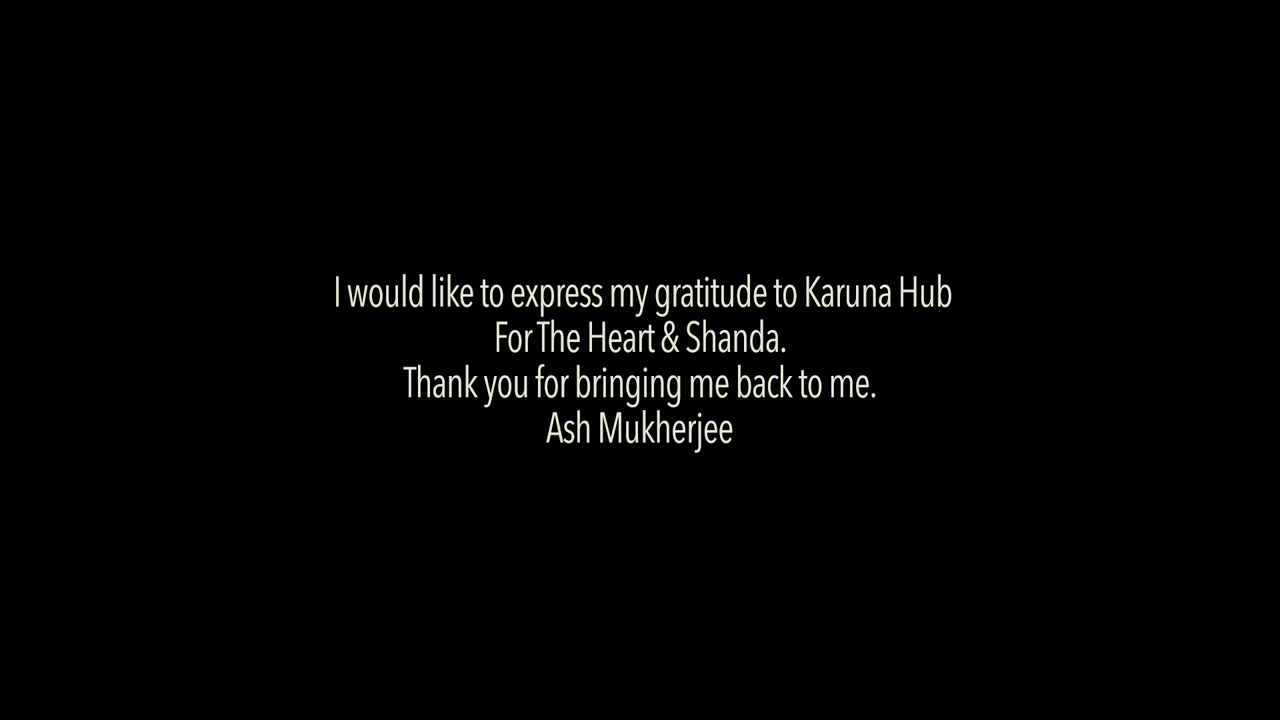 I would like to express my gratitude to Karuna Hub
For The Heart & Shanda.
Thank you for bringing me back to me.
Ash Mukherjee